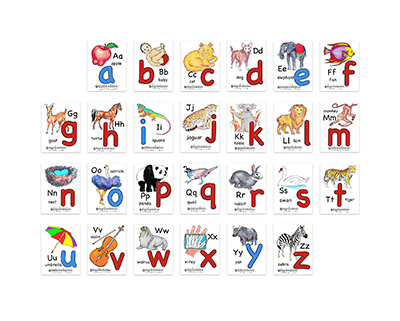 Aa
apple
a
Bb
baby
b
Cc
cat
c
Dd
dog
d
Ee
elephant
e
Ff
fish
f
Gg
goat
g
Hh
horse
h
Ii
iguana
i
Jj
jaguar
j
Kk
koala
k
Ll
lion
l
Mm
monkey
m
Nn
nest
n
Oo
ostrich
o
Pp
panda
p
Qq
quail
q
Rr
rabbit
r
Ss
swan
s
Tt
tiger
t
Uu
umbrella
u
Vv
violin
v
Ww
walrus
w
Xx
x-ray
x
Yy
y
Zz
zebra
z